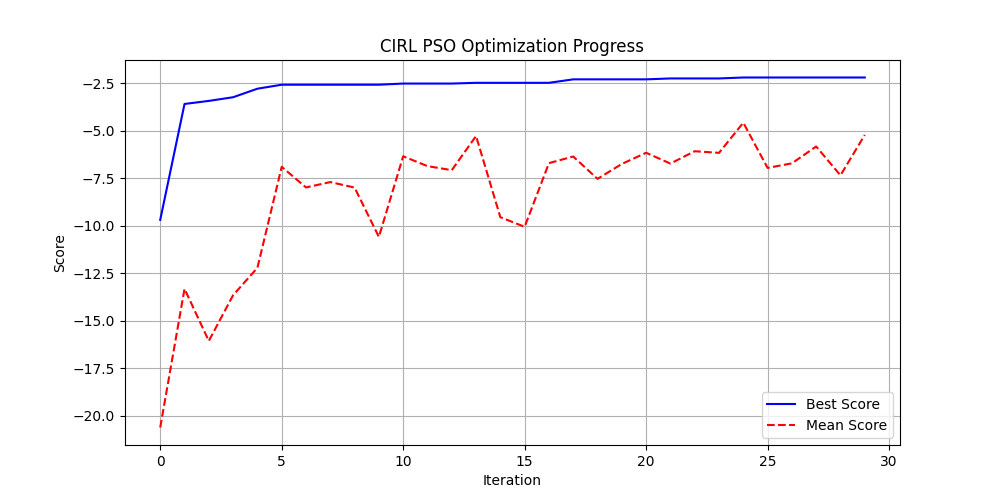 CIRL PSO Optimization Progress
Score
−2.5
−5.0
−7.5
−10.0
−12.5
−15.0
−17.5
−20.0
Best Score
Mean Score
0 5 10 15 20 25 30
Iteration